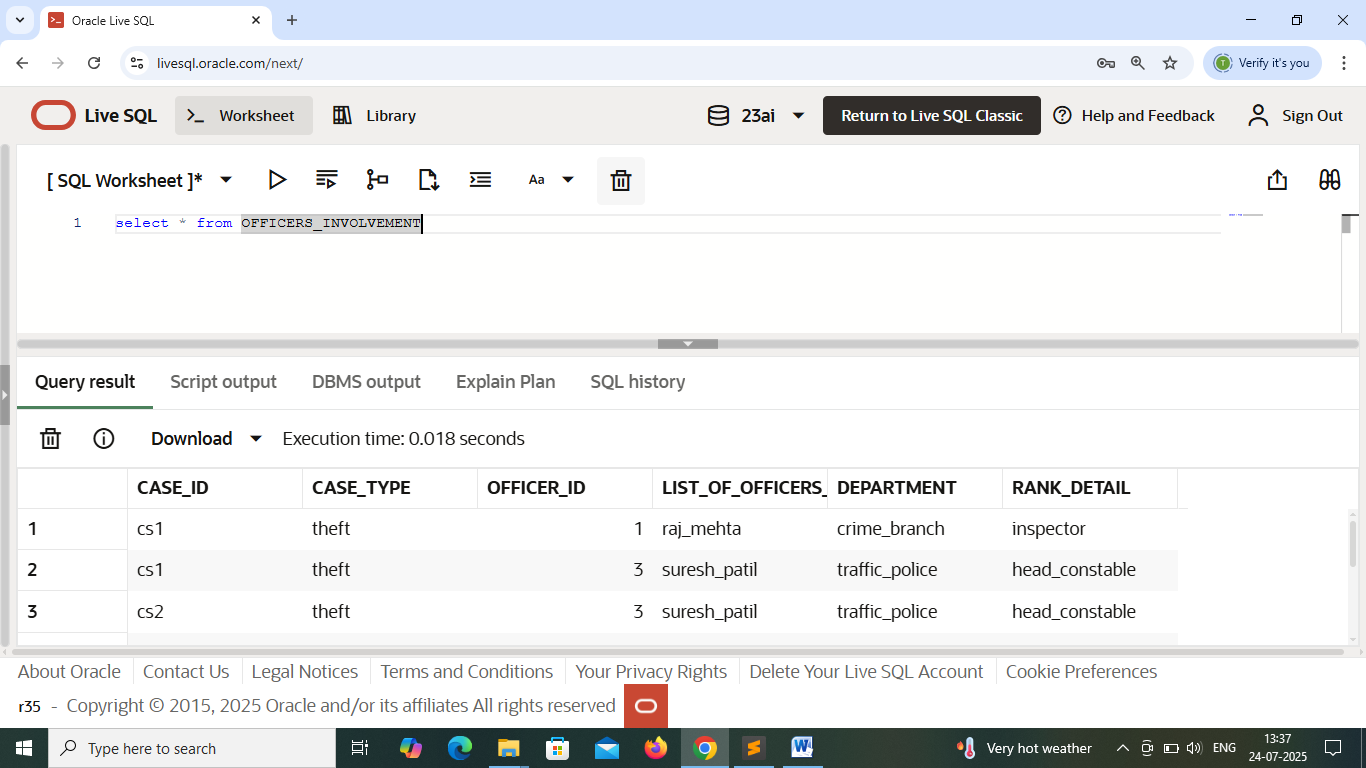 Oracle Live SQL
livesql.oracle.com/next/
Verify it's you
Live SQL
Worksheet
Library
23ai
Return to Live SQL Classic
Help and Feedback
Sign Out
[ SQL Worksheet ]*
Aa
1 select * from OFFICERS_INVOLVEMENT
Query result Script output DBMS output Explain Plan SQL history
Download Execution time: 0.018 seconds
CASE_ID CASE_TYPE OFFICER_ID LIST_OF_OFFICERS_ DEPARTMENT RANK_DETAIL
1 cs1 theft 1 raj_mehta crime_branch inspector
2 cs1 theft 3 suresh_patil traffic_police head_constable
3 cs2 theft 3 suresh_patil traffic_police head_constable
About Oracle Contact Us Legal Notices Terms and Conditions Your Privacy Rights Delete Your Live SQL Account Cookie Preferences
r35 - Copyright © 2015, 2025 Oracle and/or its affiliates All rights reserved
Type here to search
Very hot weather
ENG
13:37
24-07-2025